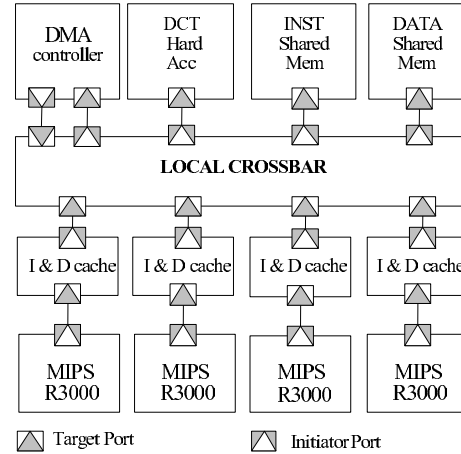 DMA
controller
DCT
Hard
Acc
INST
Shared
Mem
DATA
Shared
Mem
LOCAL CROSSBAR
I & D cache
I & D cache
I & D cache
I & D cache
MIPS
R3000
MIPS
R3000
MIPS
R3000
MIPS
R3000
Target Port
Initiator Port